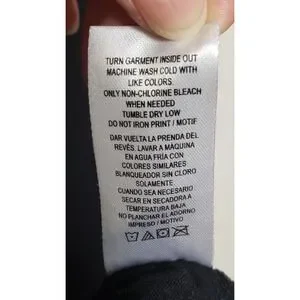 TURN GARMENT INSIDE OUT
MACHINE WASH COLD WITH
LIKE COLORS.
ONLY NON-CHLORINE BLEACH
WHEN NEEDED
TUMBLE DRY LOW
DO NOT IRON PRINT / MOTIF
DAR VUELTA LA PRENDA DEL
REVÉS. LAVAR A MÁQUINA
EN AGUA FRÍA CON
COLORES SIMILARES
BLANQUEADOR SIN CLORO
SOLAMENTE
CUANDO SEA NECESARIO
SECAR EN SECADORA A
TEMPERATURA BAJA
NO PLANCHAR EL ADORNO
IMPRESO / MOTIVO